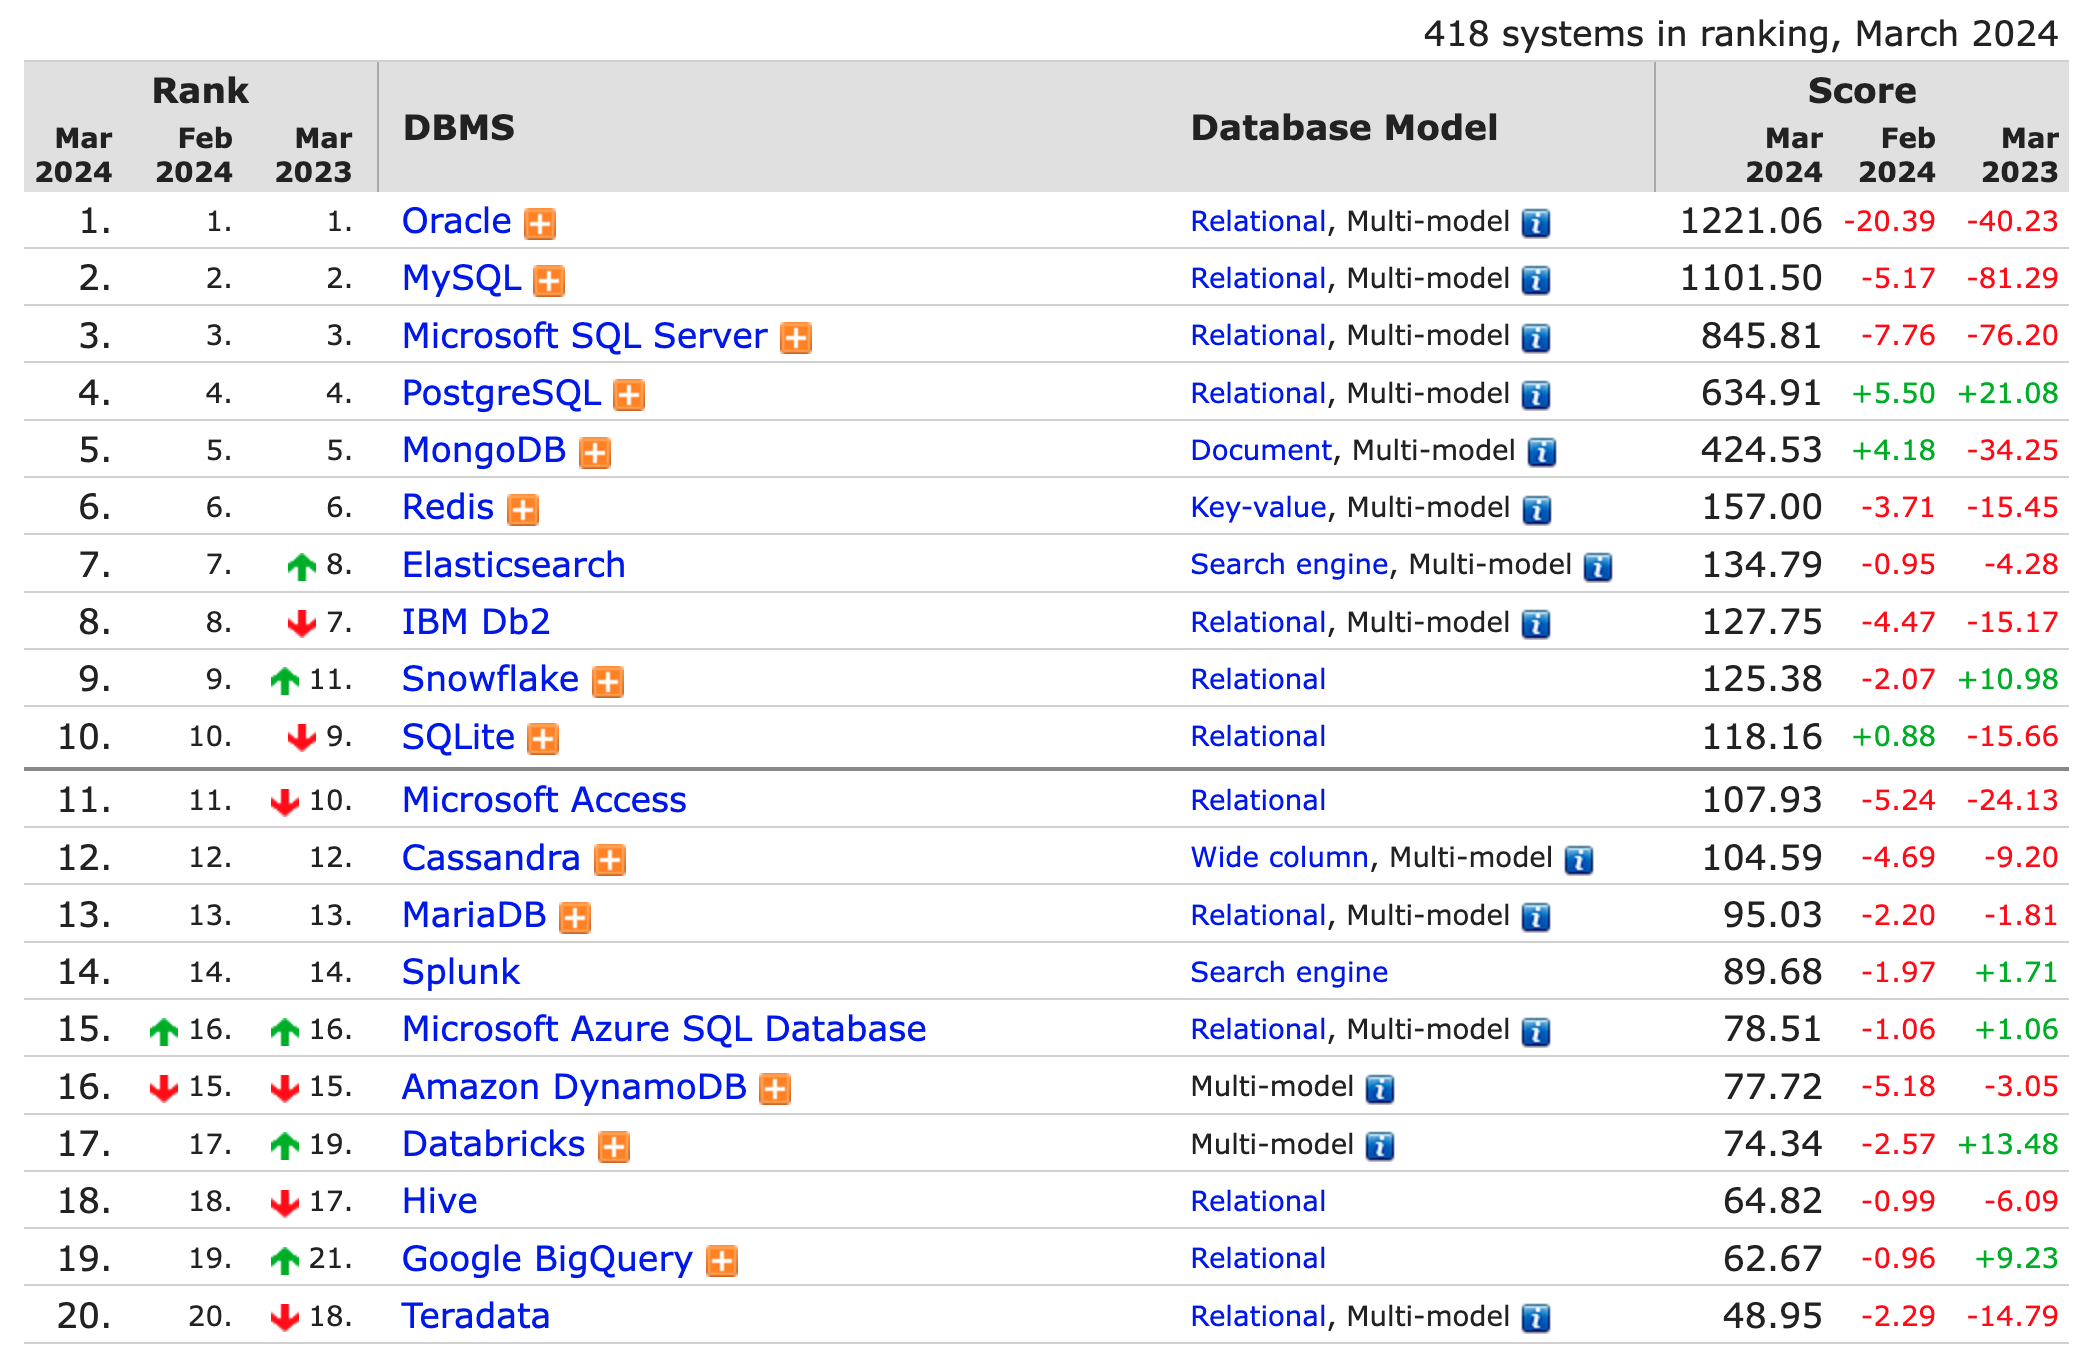 418 systems in ranking, March 2024
Rank DBMS Database Model Score
Mar 2024 Feb 2024 Mar 2023 Mar 2024 Feb 2024 Mar 2023
1. 1. 1. Oracle Relational, Multi-model 1221.06 -20.39 -40.23
2. 2. 2. MySQL Relational, Multi-model 1101.50 -5.17 -81.29
3. 3. 3. Microsoft SQL Server Relational, Multi-model 845.81 -7.76 -76.20
4. 4. 4. PostgreSQL Relational, Multi-model 634.91 +5.50 +21.08
5. 5. 5. MongoDB Document, Multi-model 424.53 +4.18 -34.25
6. 6. 6. Redis Key-value, Multi-model 157.00 -3.71 -15.45
7. 7. 8. Elasticsearch Search engine, Multi-model 134.79 -0.95 -4.28
8. 8. 7. IBM Db2 Relational, Multi-model 127.75 -4.47 -15.17
9. 9. 11. Snowflake Relational 125.38 -2.07 +10.98
10. 10. 9. SQLite Relational 118.16 +0.88 -15.66
11. 11. 10. Microsoft Access Relational 107.93 -5.24 -24.13
12. 12. 12. Cassandra Wide column, Multi-model 104.59 -4.69 -9.20
13. 13. 13. MariaDB Relational, Multi-model 95.03 -2.20 -1.81
14. 14. 14. Splunk Search engine 89.68 -1.97 +1.71
15. 16. 16. Microsoft Azure SQL Database Relational, Multi-model 78.51 -1.06 +1.06
16. 15. 15. Amazon DynamoDB Multi-model 77.72 -5.18 -3.05
17. 17. 19. Databricks Multi-model 74.34 -2.57 +13.48
18. 18. 17. Hive Relational 64.82 -0.99 -6.09
19. 19. 21. Google BigQuery Relational 62.67 -0.96 +9.23
20. 20. 18. Teradata Relational, Multi-model 48.95 -2.29 -14.79